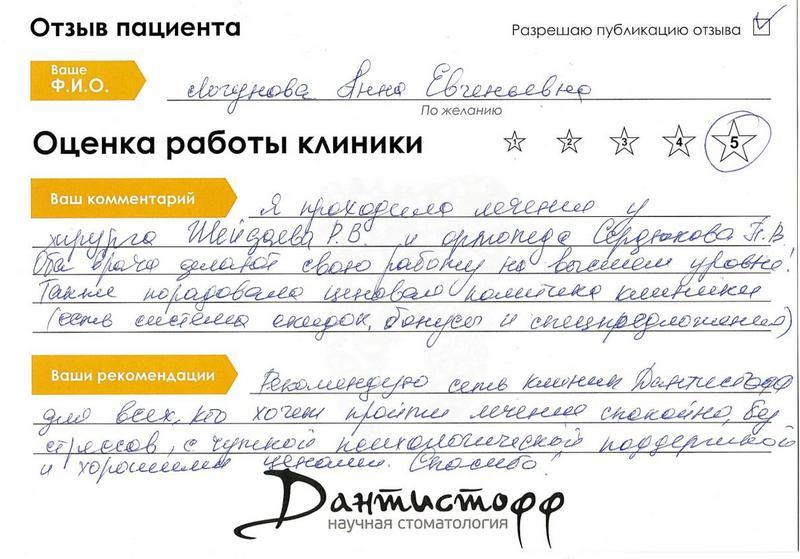 Отзыв пациента
Разрешаю публикацию отзыва
Ваше
Ф.И.О.
Логунова Анна Евгеньевна
По желанию
Оценка работы клиники
1 2 3 4 5
Ваш комментарий
Я проходила лечение у
хирурга Шейдаева Р.В. и ортопеда Сердюкова П.В.
Оба врача делают свою работу на высшем уровне!
Также порадовала ценовая политика клиники
(есть система скидок, бонусы и спецпредложения)
Ваши рекомендации
Рекомендую сеть клиник Дантистофф
для всех, кто хочет пройти лечение спокойно, без
стрессов, с чуткой психологической поддержкой
и хорошими ценами. Спасибо!
Дантистофф
научная стоматология